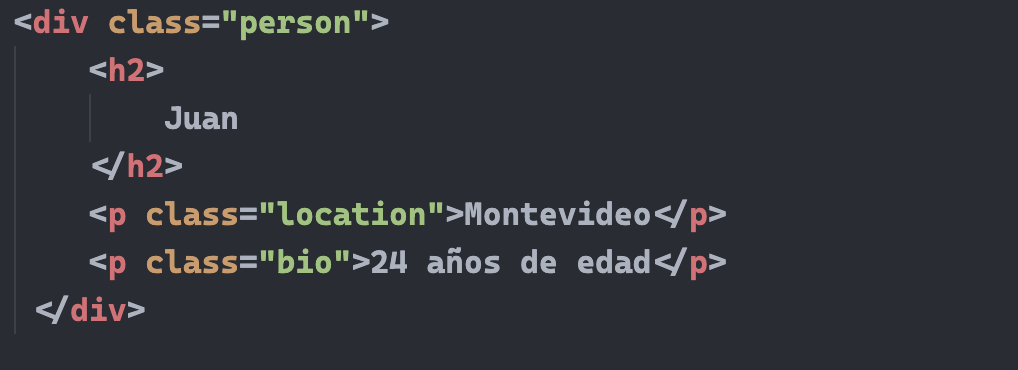 <div class="person">
    <h2>
        Juan
    </h2>
    <p class="location">Montevideo</p>
    <p class="bio">24 años de edad</p>
 </div>